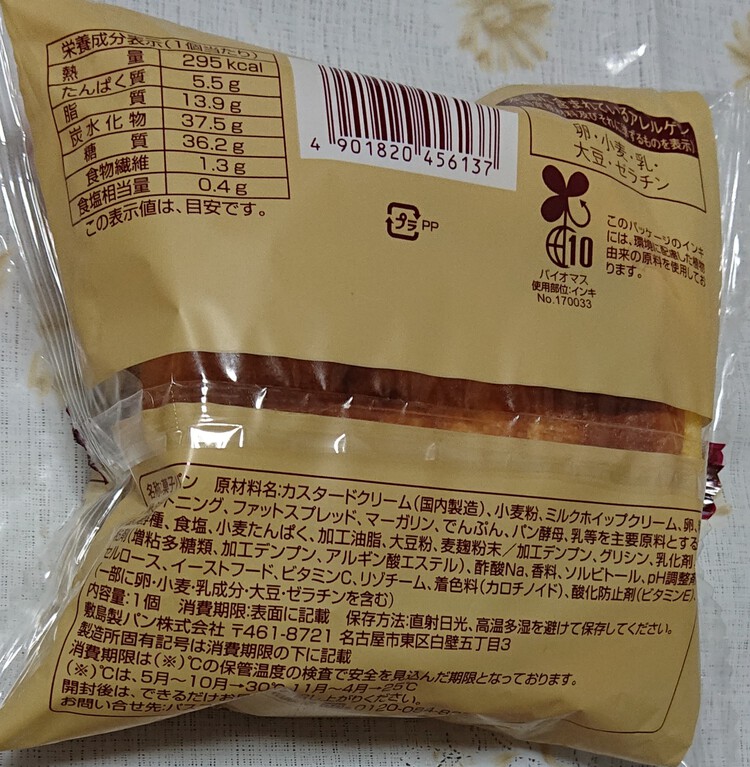 栄養成分表示(1個当たり)
熱量 295kcal
たんぱく質 5.5g
脂質 13.9g
炭水化物 37.5g
糖質 36.2g
食物繊維 1.3g
食塩相当量 0.4g
この表示値は、目安です。
4 901820 456137
含まれているアレルゲン
卵・小麦・乳・
大豆・ゼラチン
プラ PP
10
バイオマス
使用部位:インキ
No.170033
このパッケージのインキ
には、環境に配慮した植物
由来の原料を使用してお
ります。
名称:菓子パン 原材料名:カスタードクリーム(国内製造)、小麦粉、ミルクホイップクリーム、卵、
トニング、ファットスプレッド、マーガリン、でんぷん、パン酵母、乳等を主要原料とする
種、食塩、小麦たんぱく、加工油脂、大豆粉、麦麹粉末/加工デンプン、グリシン、乳化剤
(増粘多糖類、加工デンプン、アルギン酸エステル)、酢酸Na、香料、ソルビトール、pH調整剤
セルロース、イーストフード、ビタミンC、リゾチーム、着色料(カロチノイド)、酸化防止剤(ビタミンE)、
(一部に卵・小麦・乳成分・大豆・ゼラチンを含む)
内容量:1個 消費期限:表面に記載 保存方法:直射日光、高温多湿を避けて保存してください。
敷島製パン株式会社 〒461-8721 名古屋市東区白壁五丁目3
製造所固有記号は消費期限の下に記載
消費期限は(※)℃の保管温度の検査で安全を見込んだ期限となっております。
(※)℃は、5月~10月→30℃ 11月~4月→25℃
開封後は、できるだけお 上がりください。
お問い合せ先:パス 0120-084-8